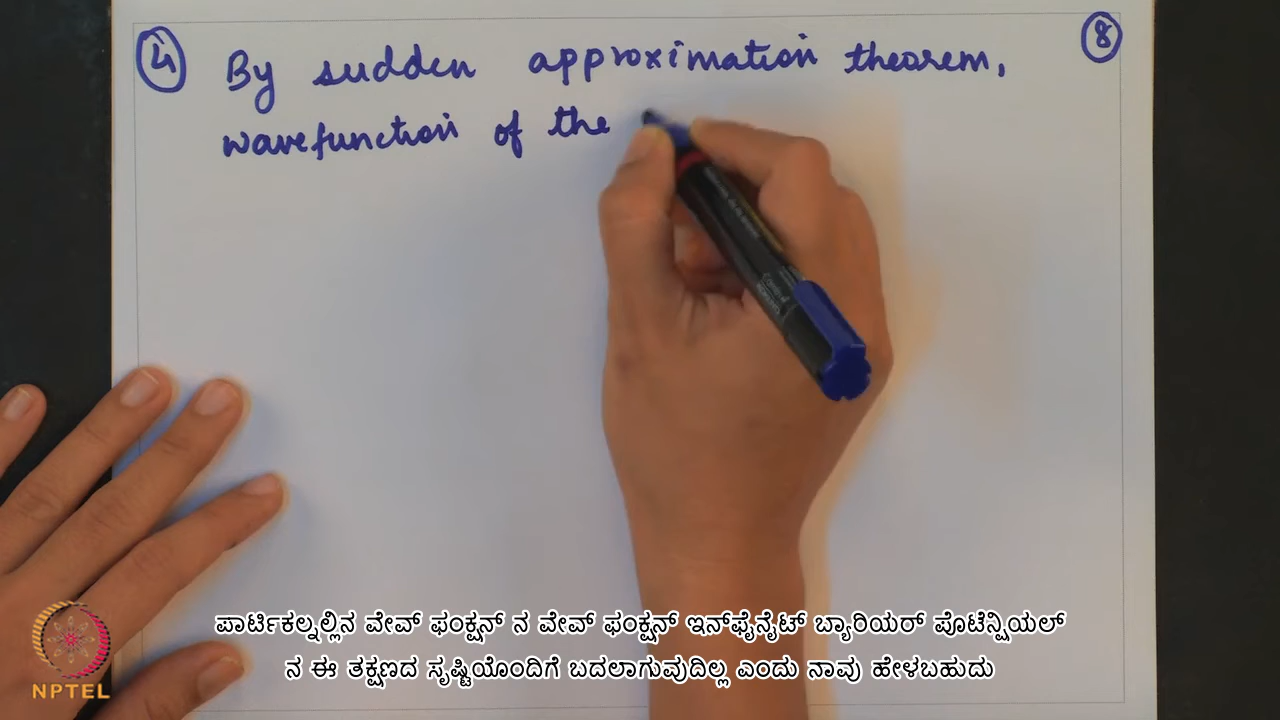 4 By sudden approximation theorem, 8
wavefunction of the
ಪಾರ್ಟಿಕಲ್ನಲ್ಲಿನ ವೇವ್ ಫಂಕ್ಷನ್ ನ ವೇವ್ ಫಂಕ್ಷನ್ ಇನ್‌ಫೈನೈಟ್ ಬ್ಯಾರಿಯರ್ ಪೊಟೆನ್ಷಿಯಲ್
ನ ಈ ತಕ್ಷಣದ ಸೃಷ್ಟಿಯೊಂದಿಗೆ ಬದಲಾಗುವುದಿಲ್ಲ ಎಂದು ನಾವು ಹೇಳಬಹುದು
NPTEL